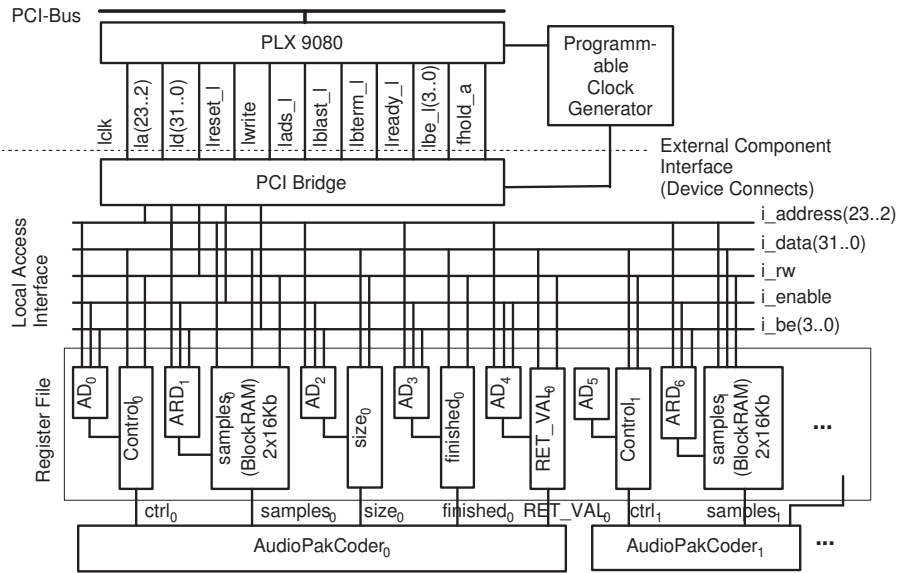 PCI-Bus
PLX 9080
Programm-
able
Clock
Generator
lclk
la(23..2)
ld(31..0)
lreset_l
lwrite
lads_l
lblast_l
lbterm_l
lready_l
lbe_l(3..0)
fhold_a
External Component
Interface
(Device Connects)
PCI Bridge
Local Access
Interface
i_address(23..2)
i_data(31..0)
i_rw
i_enable
i_be(3..0)
Register File
AD0
Control0
ARD1
samples0
(BlockRAM)
2x16Kb
AD2
size0
AD3
finished0
AD4
RET_VAL0
AD5
Control1
ARD6
samples1
(BlockRAM)
2x16Kb
...
ctrl0
samples0
size0
finished0
RET_VAL0
ctrl1
samples1
AudioPakCoder0
AudioPakCoder1
...